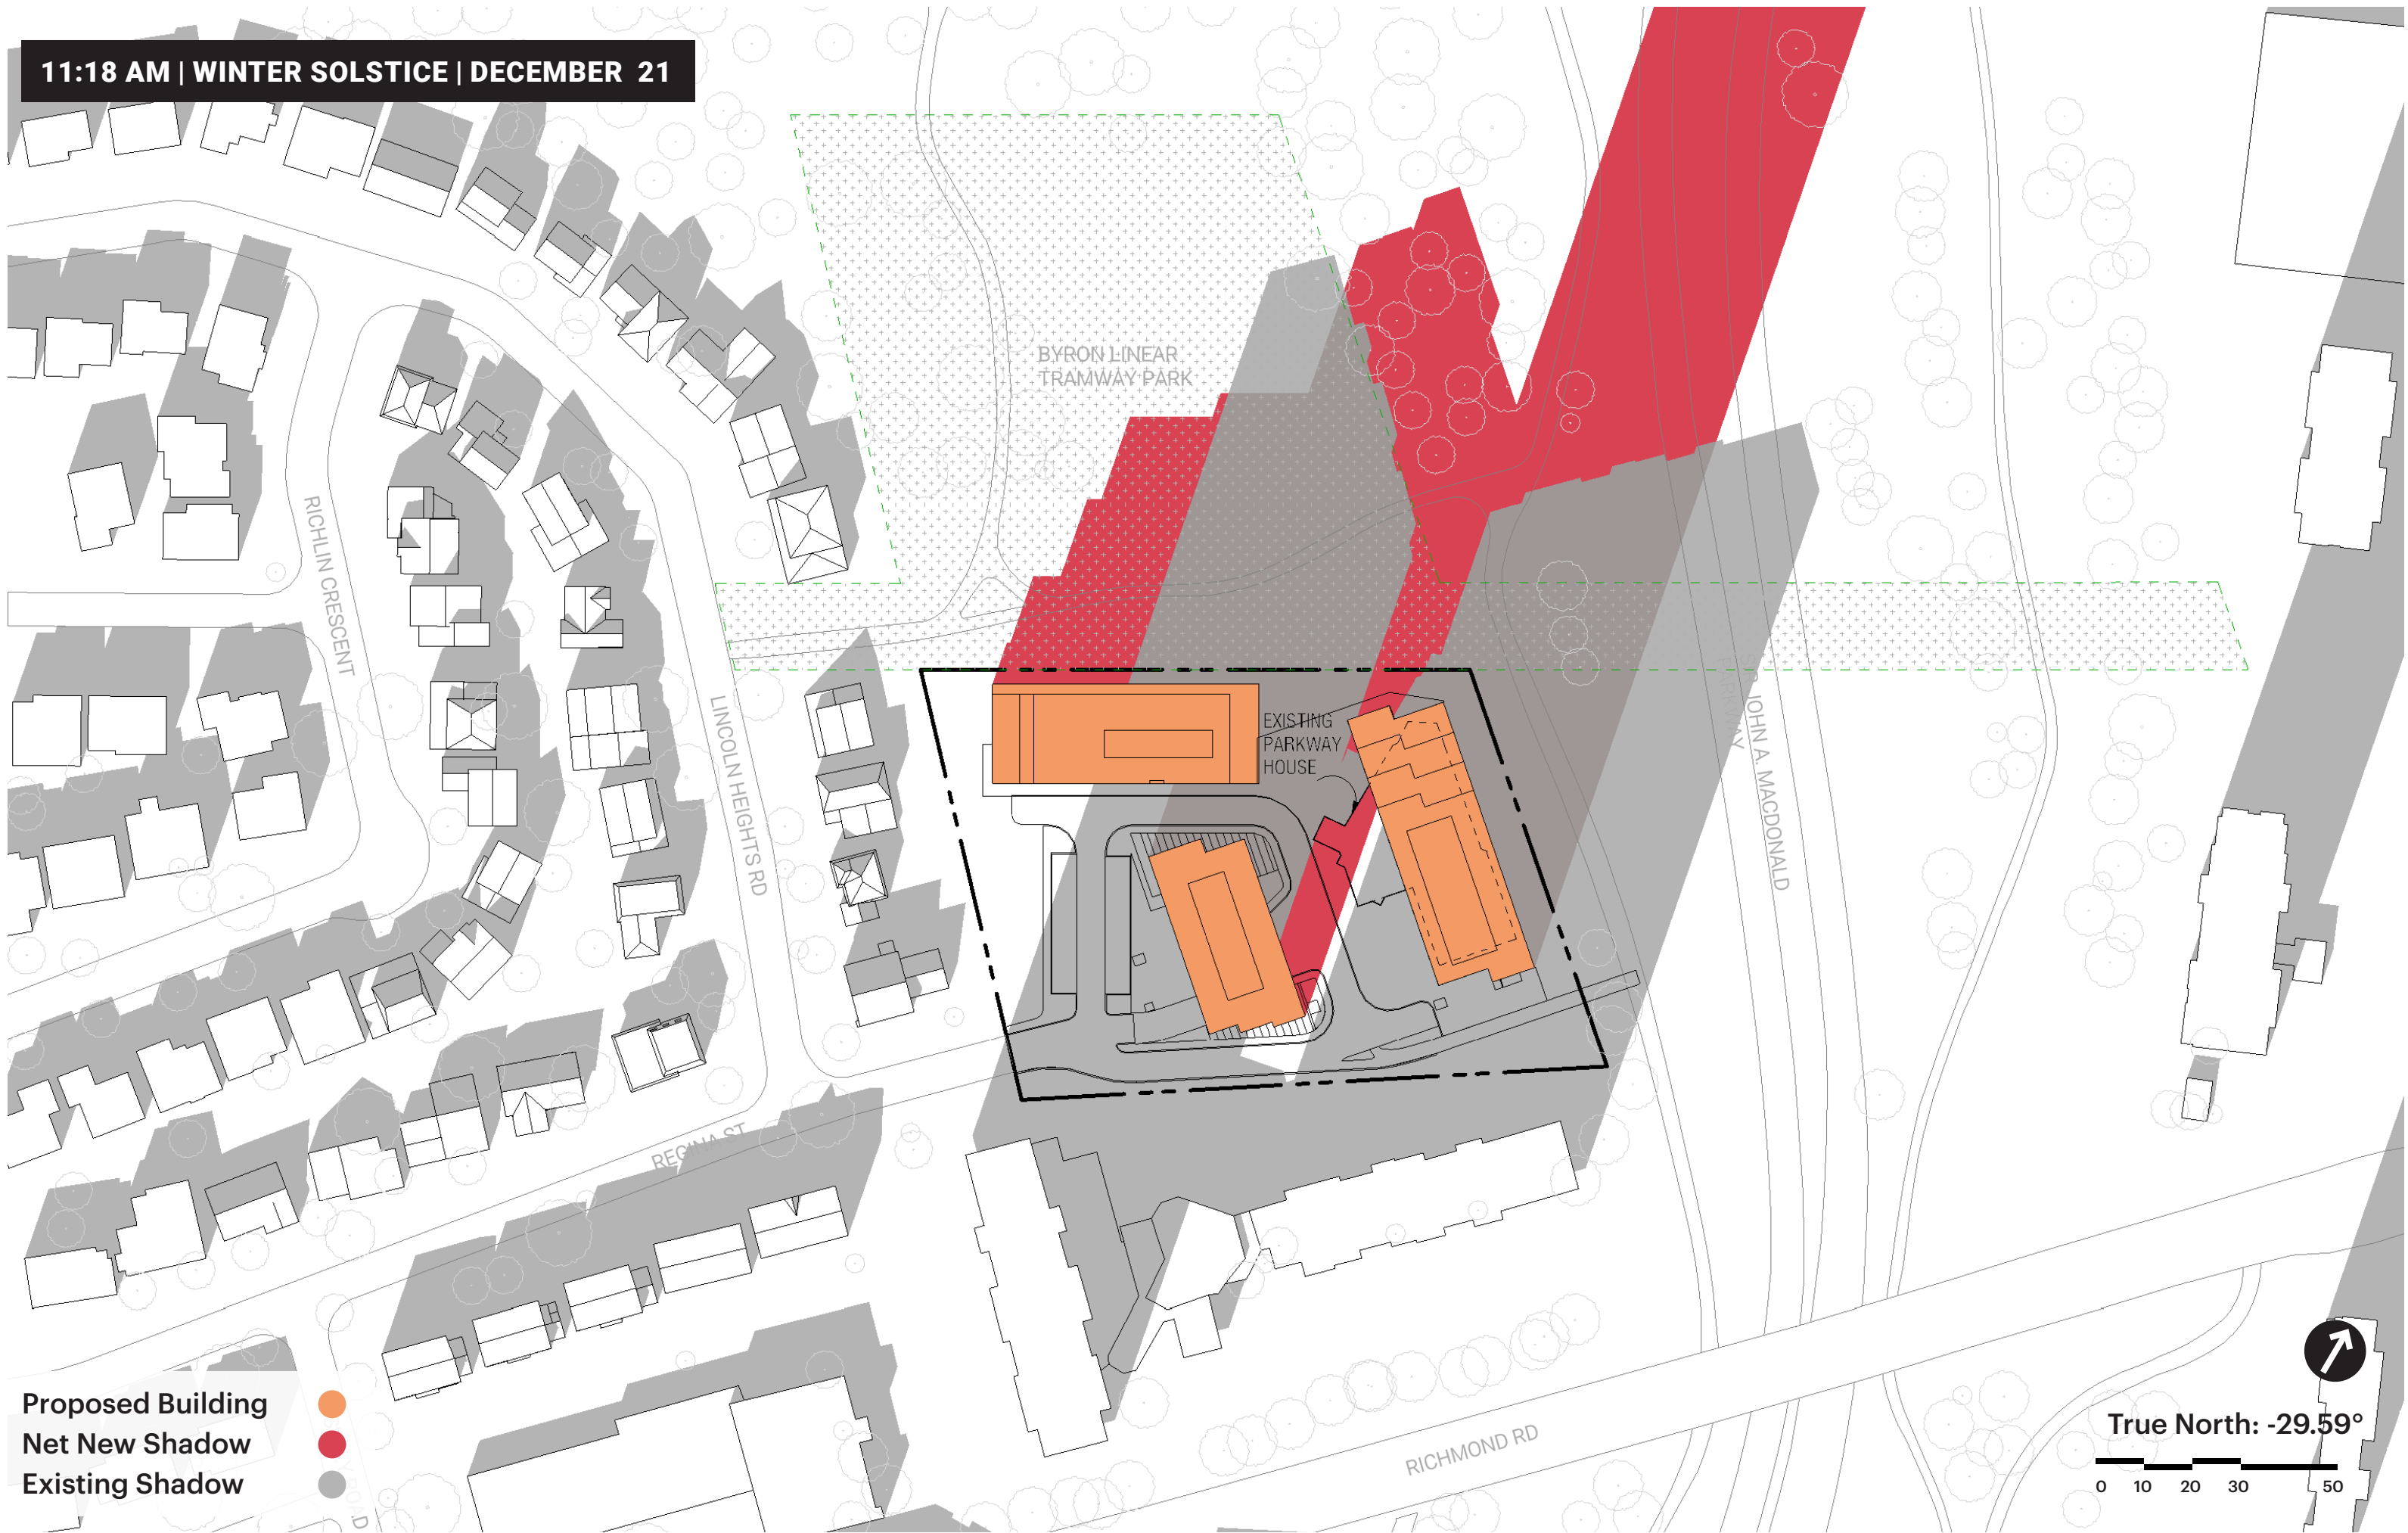 11:18 AM | WINTER SOLSTICE | DECEMBER 21
BYRON LINEAR
TRAMWAY PARK
RICHLIN CRESCENT
LINCOLN HEIGHTS RD
EXISTING
PARKWAY
HOUSE
JOHN A. MACDONALD
REGINA ST
RICHMOND RD
Proposed Building
Net New Shadow
Existing Shadow
True North: -29.59°
0 10 20 30 50